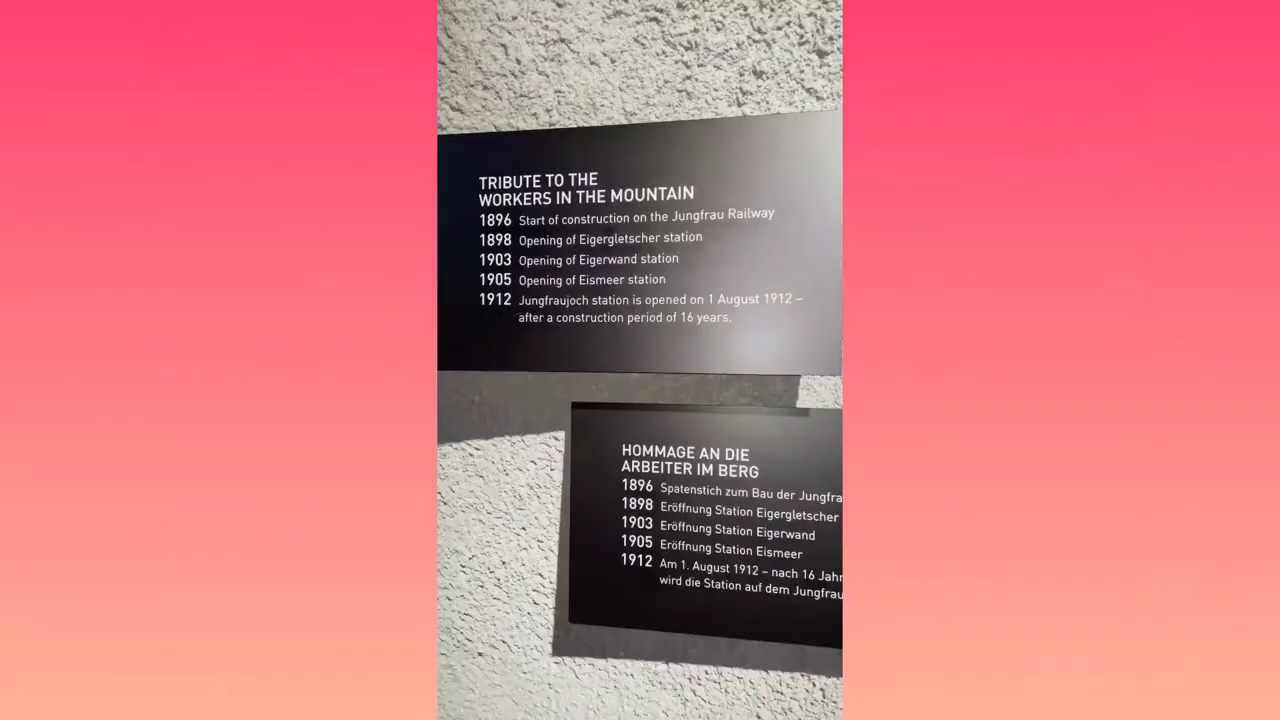 TRIBUTE TO THE
WORKERS IN THE MOUNTAIN
1896 Start of construction on the Jungfrau Railway
1898 Opening of Eigergletscher station
1903 Opening of Eigerwand station
1905 Opening of Eismeer station
1912 Jungfraujoch station is opened on 1 August 1912 –
after a construction period of 16 years.
HOMMAGE AN DIE
ARBEITER IM BERG
1896 Spatenstich zum Bau der
1898 Eröffnung Station Eigergletscher
1903 Eröffnung Station Eigerwand
1905 Eröffnung Station Eismeer
1912 Am 1. August 1912 – nach 16
wird die Station auf dem